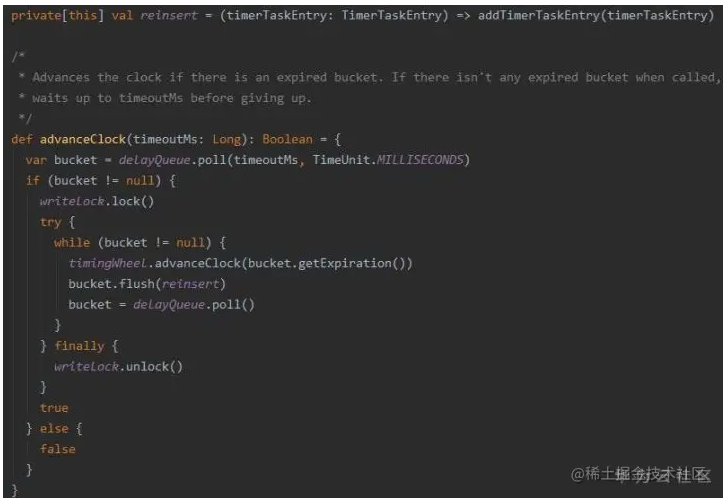 private[this] val reinsert = (timerTaskEntry: TimerTaskEntry) => addTimerTaskEntry(timerTaskEntry)
/*
 * Advances the clock if there is an expired bucket. If there isn't any expired bucket when called,
 * waits up to timeoutMs before giving up.
 */
def advanceClock(timeoutMs: Long): Boolean = {
  var bucket = delayQueue.poll(timeoutMs, TimeUnit.MILLISECONDS)
  if (bucket != null) {
    writeLock.lock()
    try {
      while (bucket != null) {
        timingWheel.advanceClock(bucket.getExpiration())
        bucket.flush(reinsert)
        bucket = delayQueue.poll()
      }
    } finally {
      writeLock.unlock()
    }
    true
  } else {
    false
  }
}
@稀土掘金技术社区